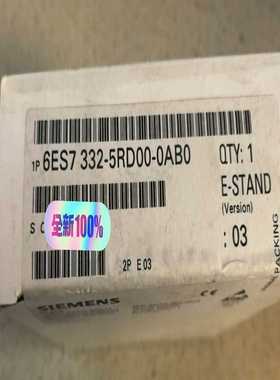 1P 6ES7 332-5RD00-0AB0
QTY: 1
E-STAND
(Version)
: 03
S C
全新100%
2P E 03
SIEMENS
PACKING